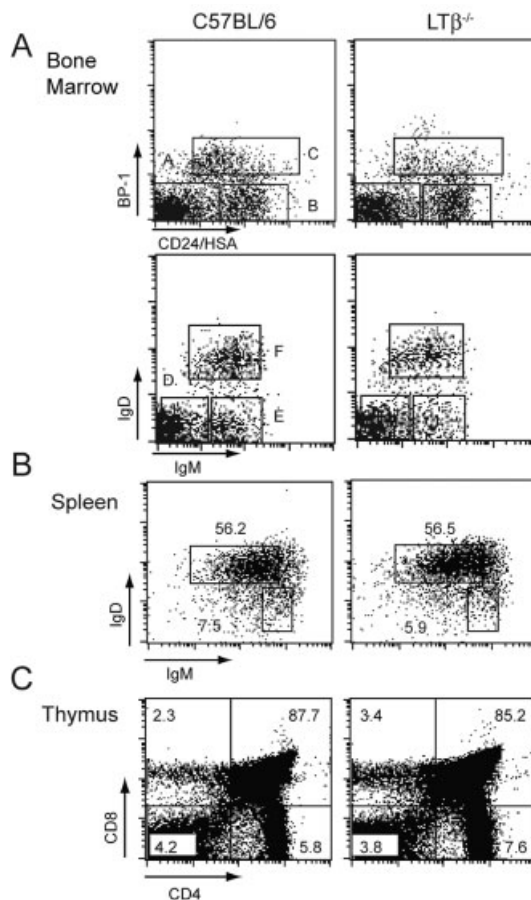 C57BL/6 LTβ-/-
A Bone
Marrow
BP-1
A C
B
CD24/HSA
IgD
F
D.
E
IgM
B
Spleen
56.2 56.5
IgD
7.5 5.9
IgM
C
Thymus
2.3 87.7 3.4 85.2
CD8
4.2 5.8 3.8 7.6
CD4